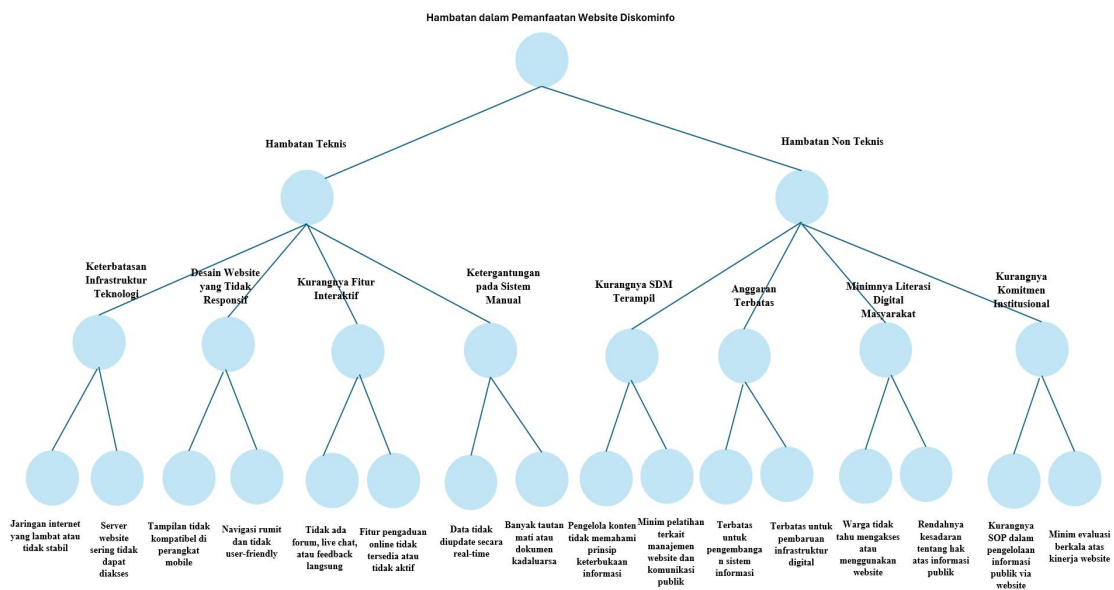 Hambatan dalam Pemanfaatan Website Diskominfo
Hambatan Teknis
Hambatan Non Teknis
Keterbatasan
Infrastruktur
Teknologi
Desain Website
yang Tidak
Responsif
Kurangnya Fitur
Interaktif
Ketergantungan
pada Sistem
Manual
Kurangnya SDM
Terampil
Anggaran
Terbatas
Minimnya Literasi
Digital
Masyarakat
Kurangnya
Komitmen
Institusional
Jaringan internet
yang lambat atau
tidak stabil
Server
website
sering tidak
dapat
diakses
Tampilan tidak
kompatibel di
perangkat
mobile
Navigasi rumit
dan tidak
user-friendly
Tidak ada
forum, live chat,
atau feedback
langsung
Fitur pengaduan
online tidak
tersedia atau
tidak aktif
Data tidak
diupdate secara
real-time
Banyak tautan
mati atau
dokumen
kadaluarsa
Pengelola konten
tidak memahami
prinsip
keterbukaan
informasi
Minim pelatihan
terkait
manajemen
website dan
komunikasi
publik
Terbatas
untuk
pengembanga
n sistem
informasi
Terbatas untuk
pembaruan
infrastruktur
digital
Warga tidak
tahu mengakses
atau
menggunakan
website
Rendahnya
kesadaran
tentang hak
atas informasi
publik
Kurangnya
SOP dalam
pengelolaan
informasi
publik via
website
Minim evaluasi
berkala atas
kinerja website